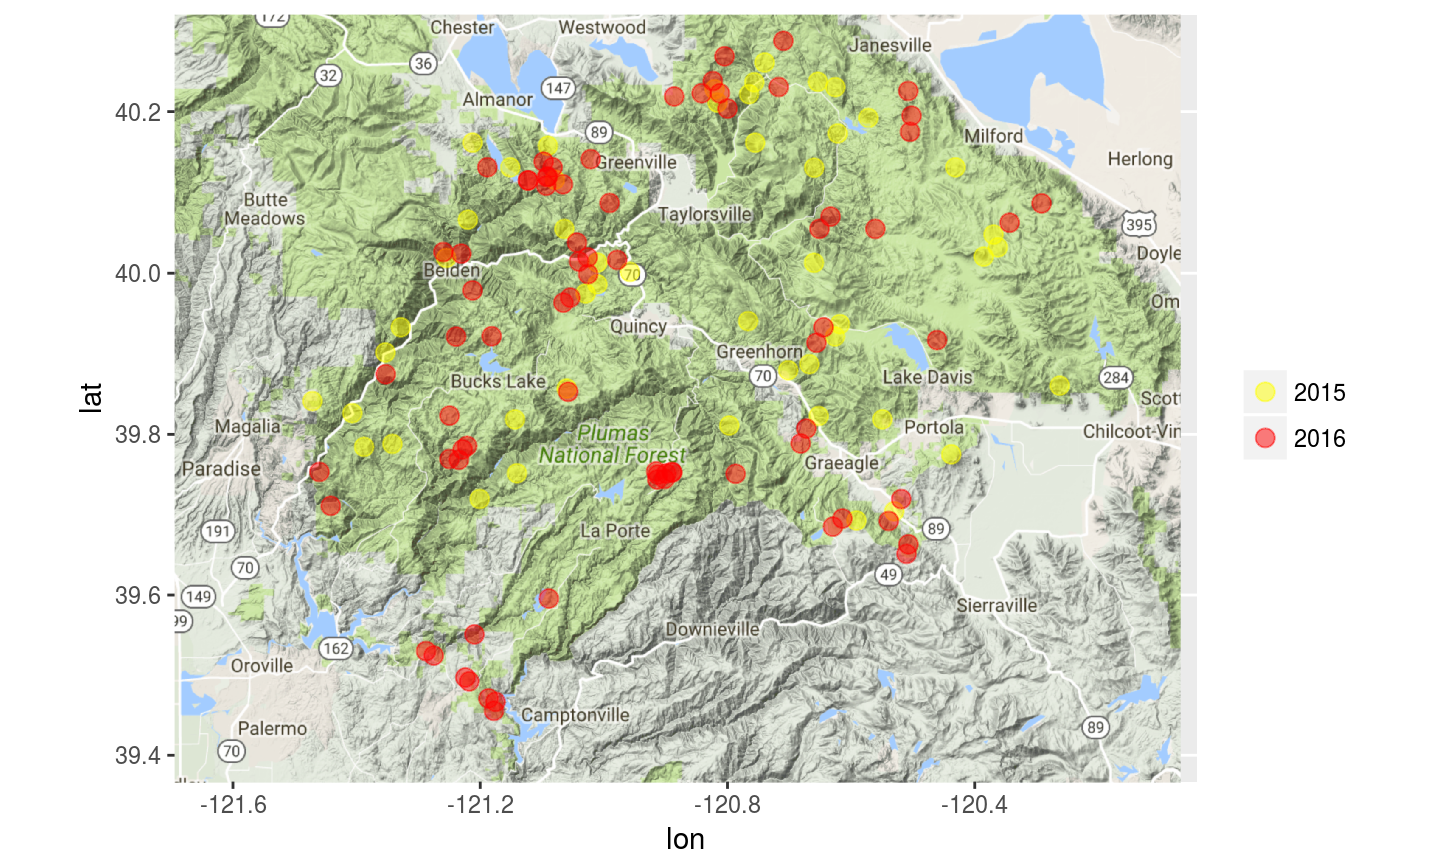 172
Chester
Westwood
Janesville
36
32
147
Almanor
40.2
89
Milford
Greenville
Herlong
Butte
Meadows
Taylorsville
395
Doyle
40.0
Belden
70
Om
Quincy
Greenhorn
70
Bucks Lake
Lake Davis
284
2015
lat
Scott
Magalia
Portola
Chilcoot-Vin
39.8
Plumas
National Forest
2016
Paradise
Graeagle
191
La Porte
89
70
49
39.6
149
Sierraville
99
Downieville
162
Oroville
Camptonville
Palermo
89
70
39.4
dley
-121.6
-121.2
-120.8
-120.4
lon